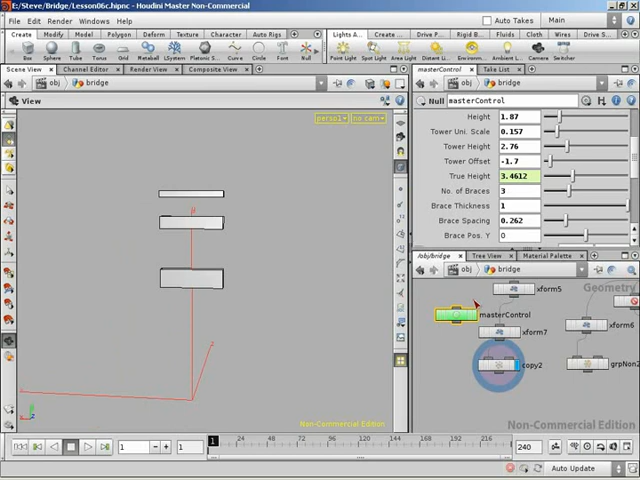 E:/Steve/Bridge/Lesson06c.hipnc - Houdini Master Non-Commercial
File Edit Render Windows Help
Auto Takes Main
Create Modify Model Polygon Deform Texture Auto Rigs
Lights A... Create ... Drive P... Rigid B... Particle... Fluids Cloth Wires
Box Sphere Tube Torus Grid Metaball L-System Platonic S... Curve Circle Font
Point Light Spot Light Area Light Distant Li... Environm... Ambient L... Camera Switcher
Scene View Channel Editor Render View Composite View
masterControl Take List
obj bridge
obj bridge
View
Null masterControl
persp1 no cam
Height 1.87
Tower Uni. Scale 0.157
Tower Height 2.76
Tower Offset -1.7
True Height 3.4612
No. of Braces 3
Brace Thickness 1
Brace Spacing 0.262
Brace Pos. Y 0
/obj/bridge Tree View Material Palette
obj bridge
Geometry
xform5
masterControl
xform7
xform6
copy2
grpNon2
Non-Commercial Edition
Non-Commercial Edition
1 1 1 24 48 72 96 120 144 168 192 216 240
Auto Update